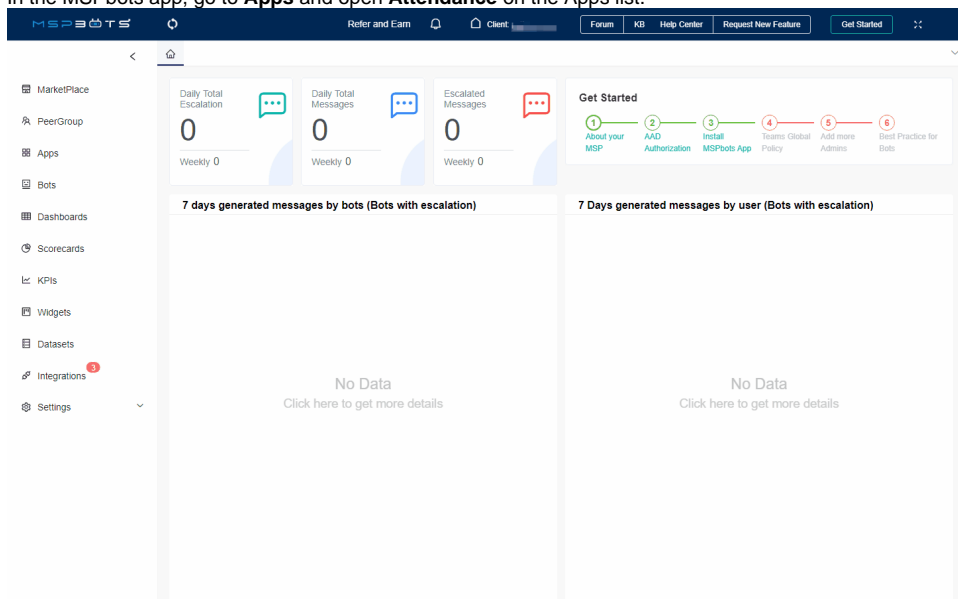 In the MSPbots app, go to Apps and open Attendance on the Apps list.
MSPBOTS
Refer and Earn
Client:
Forum
KB
Help Center
Request New Feature
Get Started
MarketPlace
PeerGroup
Apps
Bots
Dashboards
Scorecards
KPIs
Widgets
Datasets
Integrations
3
Settings
Daily Total
Escalation
0
Weekly 0
Daily Total
Messages
0
Weekly 0
Escalated
Messages
0
Weekly 0
Get Started
1
About your
MSP
2
AAD
Authorization
3
Install
MSPbots App
4
Teams Global
Policy
5
Add more
Admins
6
Best Practice for
Bots
7 days generated messages by bots (Bots with escalation)
No Data
Click here to get more details
7 Days generated messages by user (Bots with escalation)
No Data
Click here to get more details